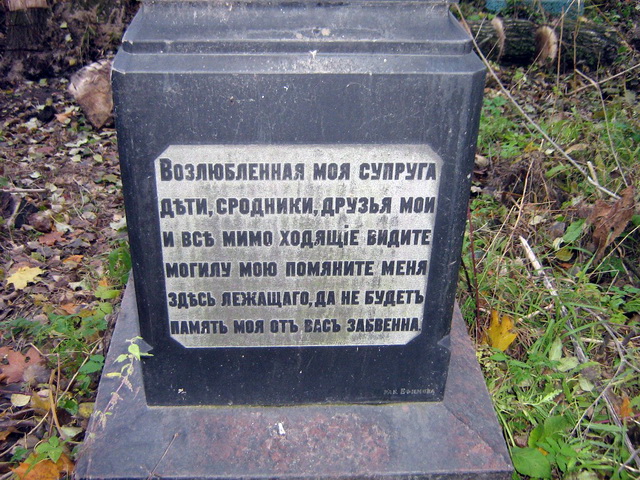 Возлюбленная моя супруга
дѣти, сродники, друзья мои
и всѣ мимо ходящіе видите
могилу мою помяните меня
здѣсь лежащаго, да не будетъ
память моя отъ васъ забвенна.